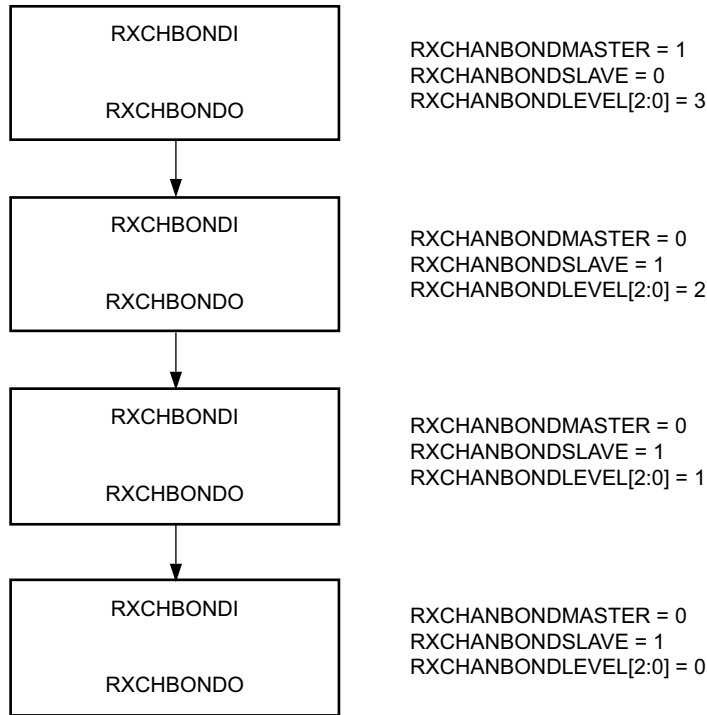 RXCHBONDI
RXCHBONDO
RXCHANBONDMASTER = 1
RXCHANBONDSLAVE = 0
RXCHANBONDLEVEL[2:0] = 3
RXCHBONDI
RXCHBONDO
RXCHANBONDMASTER = 0
RXCHANBONDSLAVE = 1
RXCHANBONDLEVEL[2:0] = 2
RXCHBONDI
RXCHBONDO
RXCHANBONDMASTER = 0
RXCHANBONDSLAVE = 1
RXCHANBONDLEVEL[2:0] = 1
RXCHBONDI
RXCHBONDO
RXCHANBONDMASTER = 0
RXCHANBONDSLAVE = 1
RXCHANBONDLEVEL[2:0] = 0